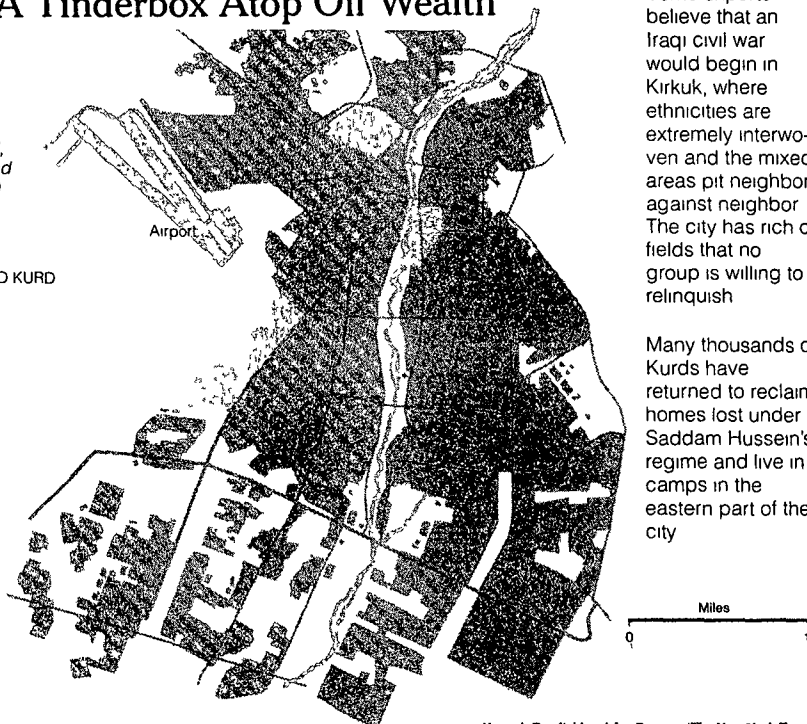 A Tinderbox Atop Oil Wealth
believe that an
Iraqi civil war
would begin in
Kirkuk, where
ethnicities are
extremely interwo-
ven and the mixed
areas pit neighbor
against neighbor
The city has rich o
fields that no
group is willing to
relinquish
Many thousands o
Kurds have
returned to reclaim
homes lost under
Saddam Hussein's
regime and live in
camps in the
eastern part of the
city
d
Airport
D KURD
Miles
0
1